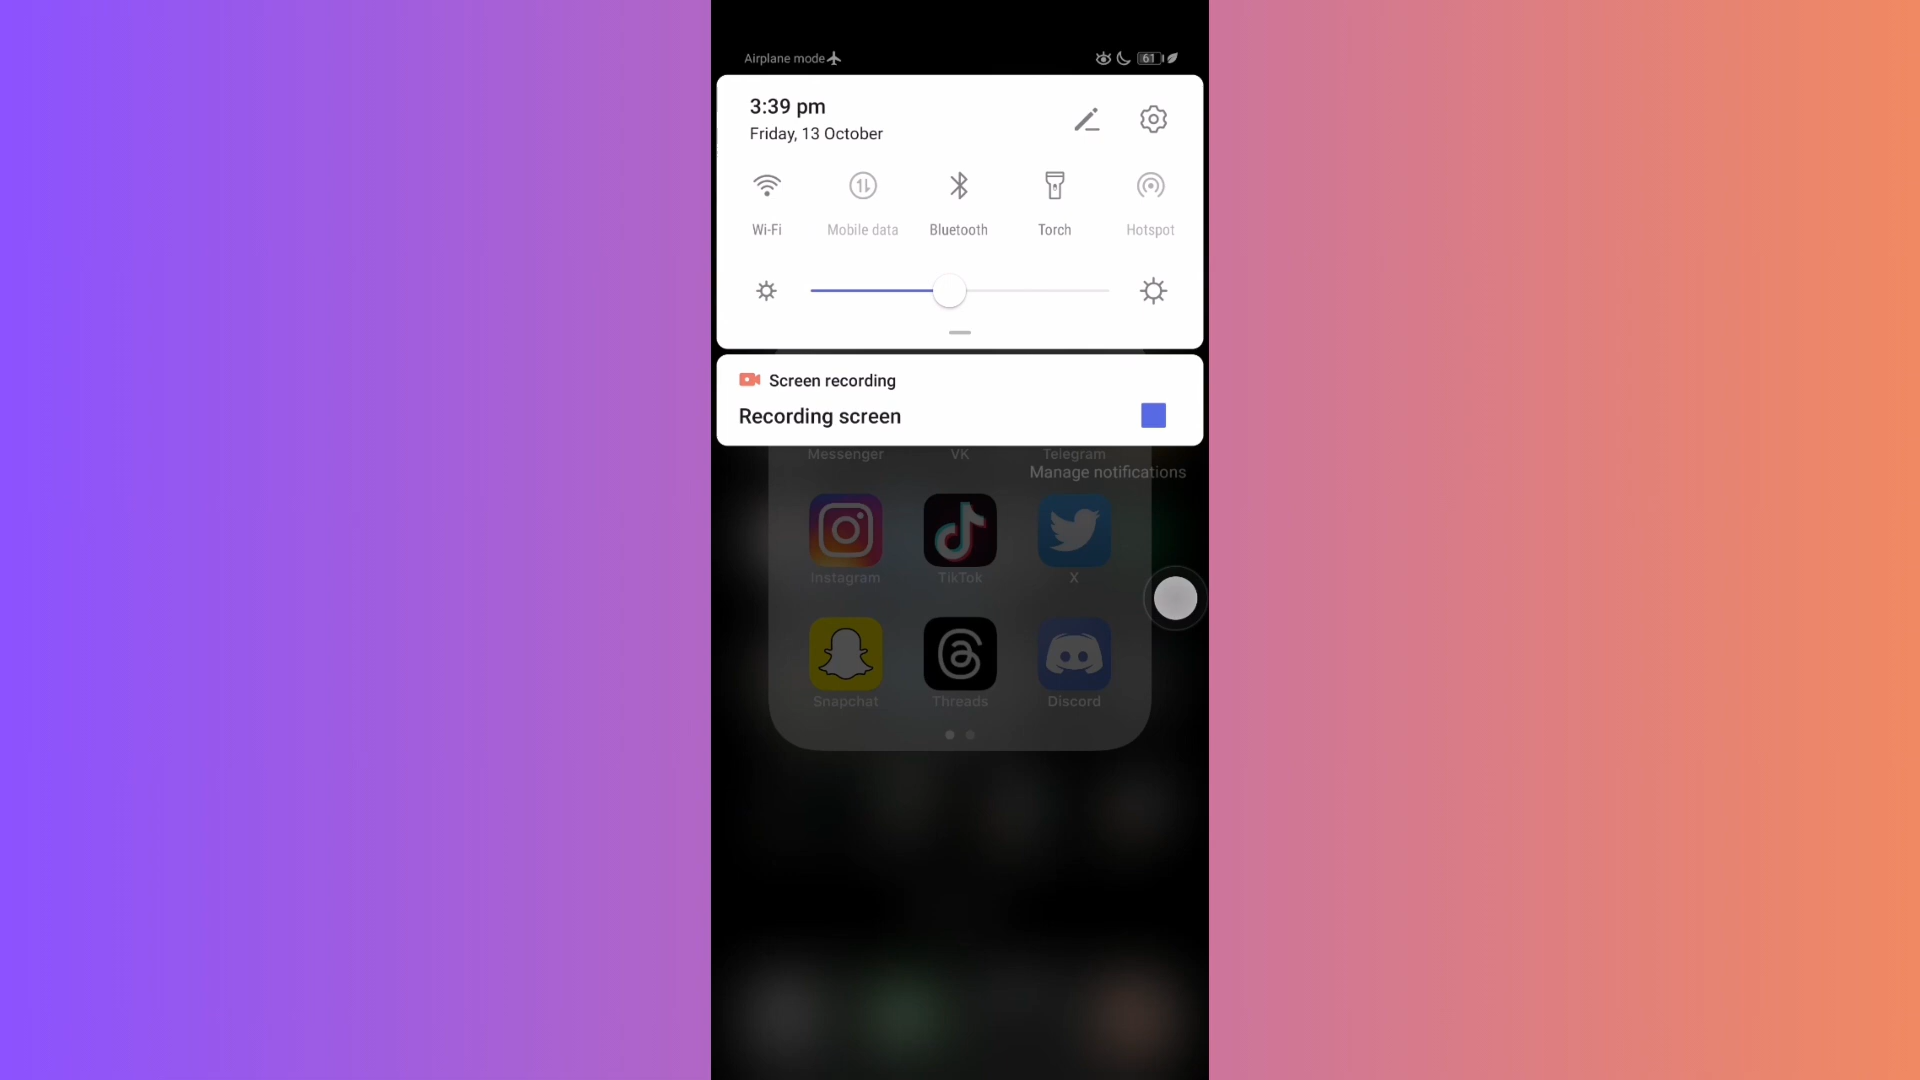 Airplane mode
61
3:39 pm
Friday, 13 October
Wi-Fi Mobile data Bluetooth Torch Hotspot
Screen recording
Recording screen
Messenger VK Telegram
Manage notifications
Instagram TikTok X
Snapchat Threads Discord